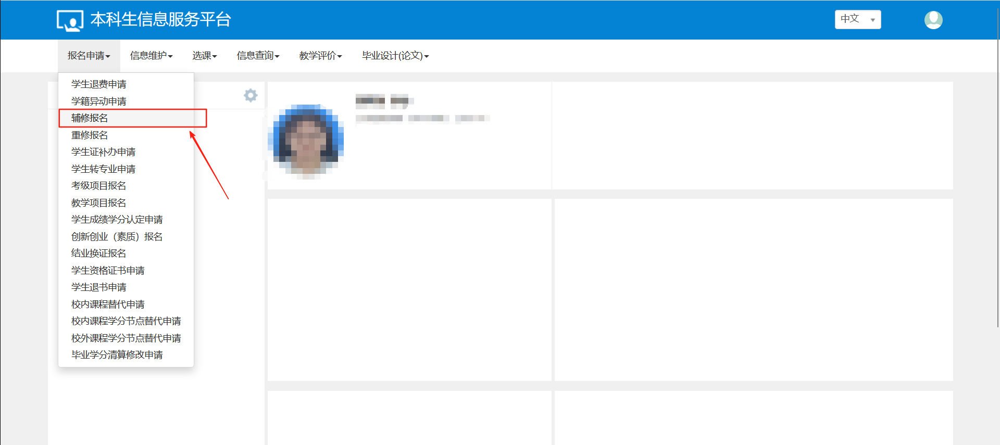 本科生信息服务平台
中文
报名申请 信息维护 选课 信息查询 教学评价 毕业设计(论文)
学生退费申请
学籍异动申请
辅修报名
重修报名
学生证补办申请
学生转专业申请
考级项目报名
教学项目报名
学生成绩学分认定申请
创新创业（素质）报名
结业换证报名
学生资格证书申请
学生退书申请
校内课程替代申请
校内课程学分节点替代申请
校外课程学分节点替代申请
毕业学分清算修改申请